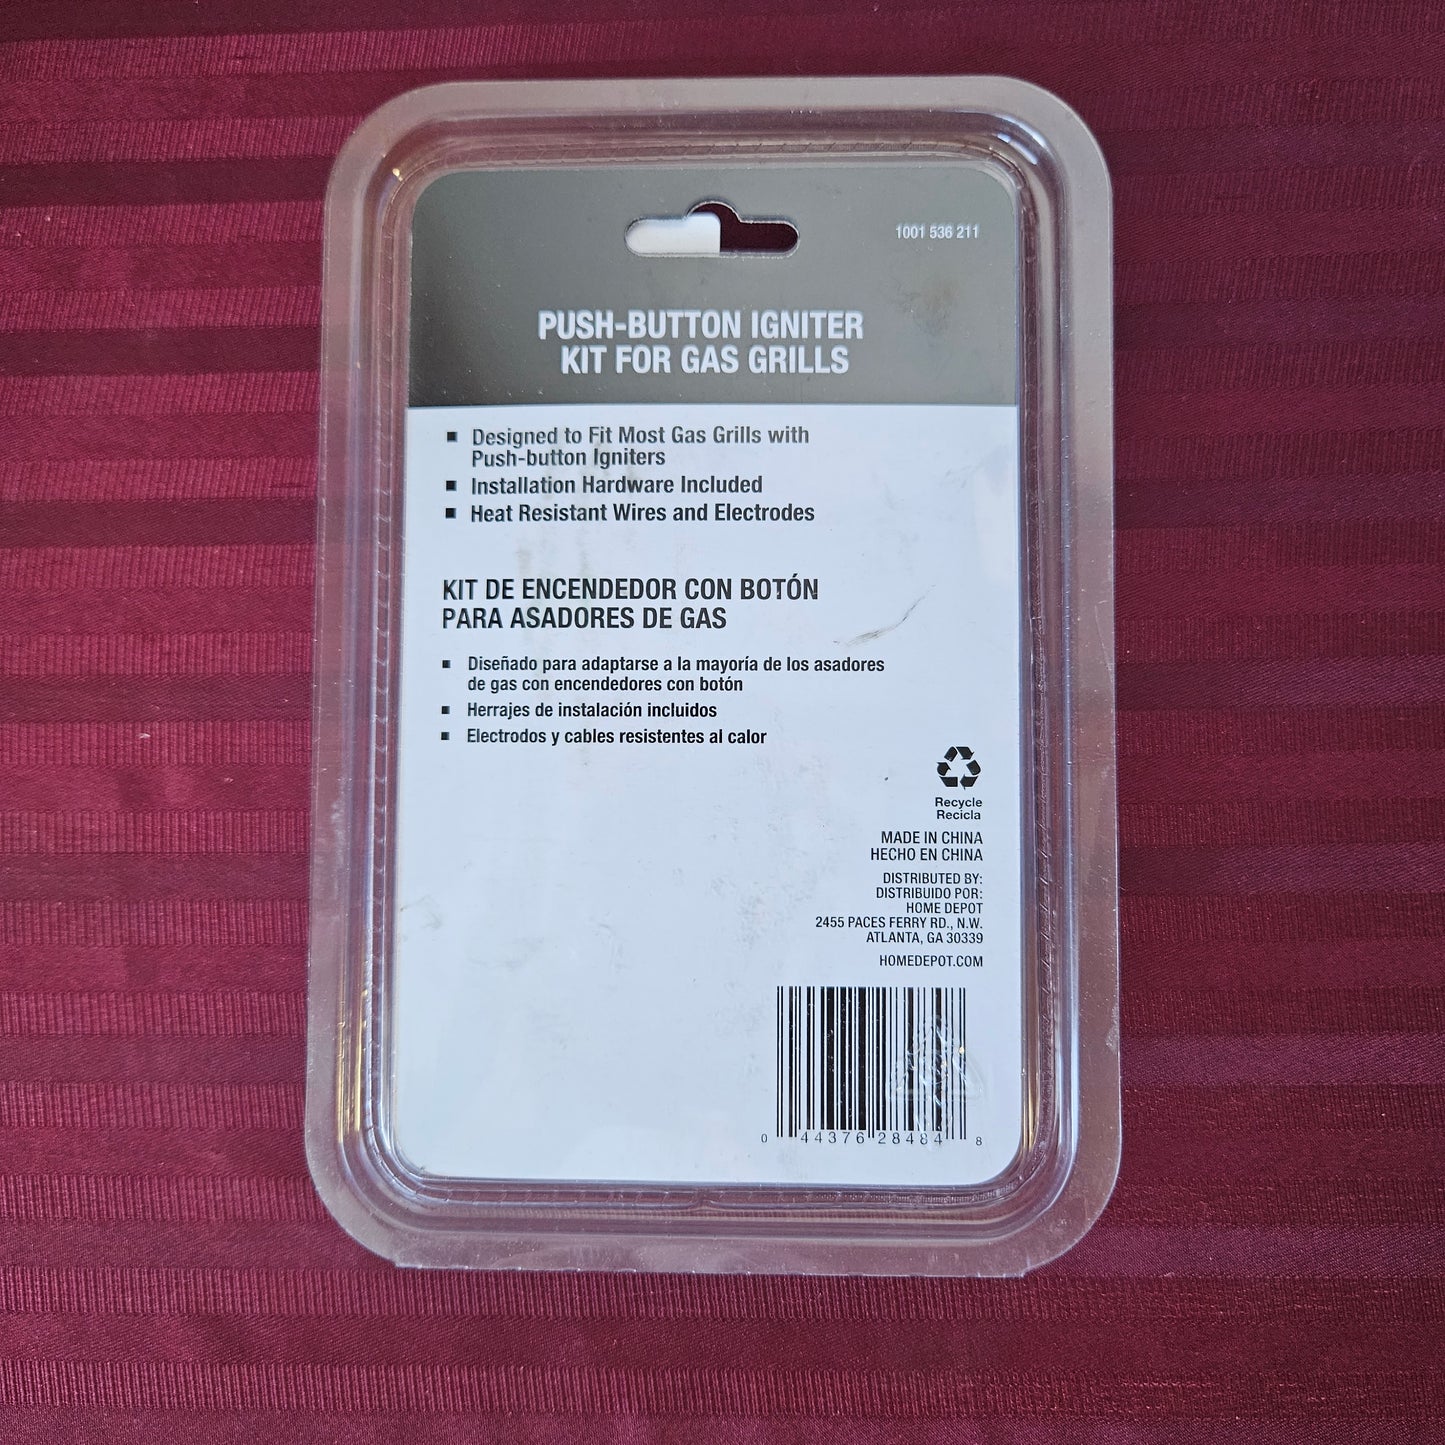 1001 536 211
PUSH-BUTTON IGNITER
KIT FOR GAS GRILLS
▪ Designed to Fit Most Gas Grills with
Push-button Igniters
▪ Installation Hardware Included
▪ Heat Resistant Wires and Electrodes
KIT DE ENCENDEDOR CON BOTÓN
PARA ASADORES DE GAS
▪ Diseñado para adaptarse a la mayoría de los asadores
de gas con encendedores con botón
▪ Herrajes de instalación incluidos
▪ Electrodos y cables resistentes al calor
Recycle
Recicla
MADE IN CHINA
HECHO EN CHINA
DISTRIBUTED BY:
DISTRIBUIDO POR:
HOME DEPOT
2455 PACES FERRY RD., N.W.
ATLANTA, GA 30339
HOMEDEPOT.COM
0 44376 28484 8